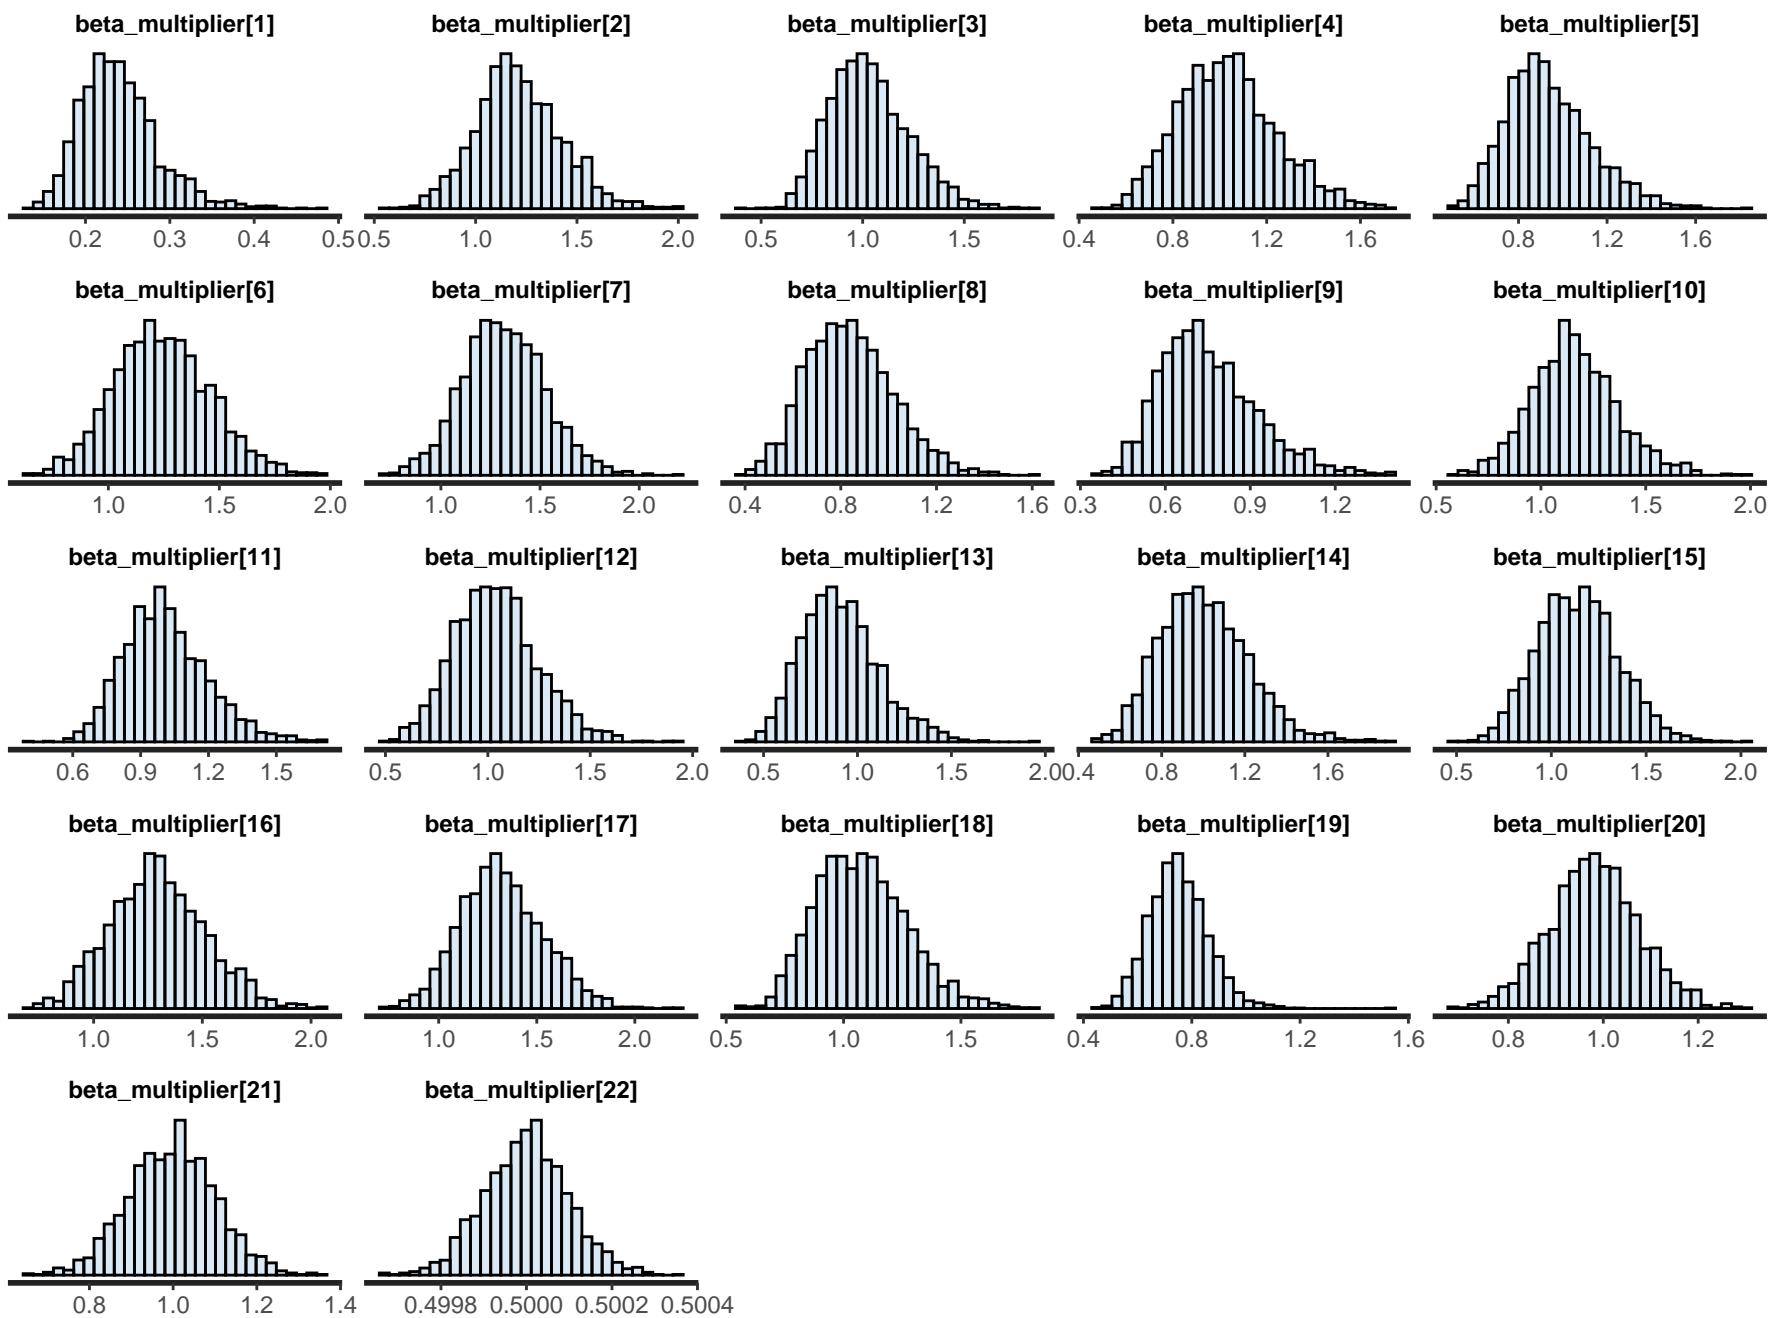 beta_multiplier[1] beta_multiplier[2] beta_multiplier[3] beta_multiplier[4] beta_multiplier[5]
0.2 0.3 0.4 0.5 0.5 1.0 1.5 2.0 0.5 1.0 1.5 0.4 0.8 1.2 1.6 0.8 1.2 1.6
beta_multiplier[6] beta_multiplier[7] beta_multiplier[8] beta_multiplier[9] beta_multiplier[10]
1.0 1.5 2.0 1.0 1.5 2.0 0.4 0.8 1.2 1.6 0.3 0.6 0.9 1.2 0.5 1.0 1.5 2.0
beta_multiplier[11] beta_multiplier[12] beta_multiplier[13] beta_multiplier[14] beta_multiplier[15]
0.6 0.9 1.2 1.5 0.5 1.0 1.5 2.0 0.5 1.0 1.5 2.0 0.4 0.8 1.2 1.6 0.5 1.0 1.5 2.0
beta_multiplier[16] beta_multiplier[17] beta_multiplier[18] beta_multiplier[19] beta_multiplier[20]
1.0 1.5 2.0 1.0 1.5 2.0 0.5 1.0 1.5 0.4 0.8 1.2 1.6 0.8 1.0 1.2
beta_multiplier[21] beta_multiplier[22]
0.8 1.0 1.2 1.4 0.4998 0.5000 0.5002 0.5004